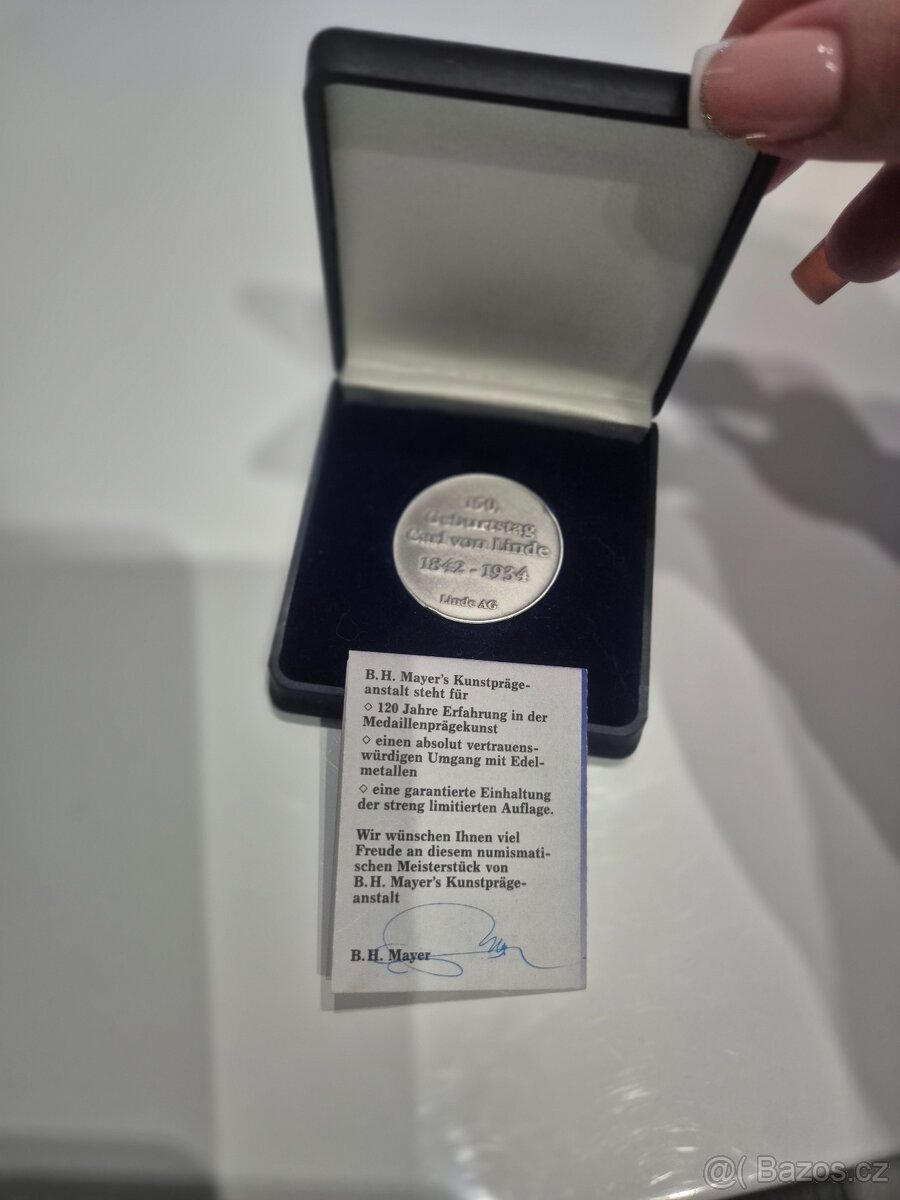 150.
Geburtstag
Carl von Linde
1842 - 1934
Linde AG
B.H. Mayer's Kunstpräge-
anstalt steht für
◇ 120 Jahre Erfahrung in der
Medaillenprägekunst
◇ einen absolut vertrauens-
würdigen Umgang mit Edel-
metallen
◇ eine garantierte Einhaltung
der streng limitierten Auflage.
Wir wünschen Ihnen viel
Freude an diesem numismati-
schen Meisterstück von
B.H. Mayer's Kunstpräge-
anstalt
B.H. Mayer
@( Bazos.cz